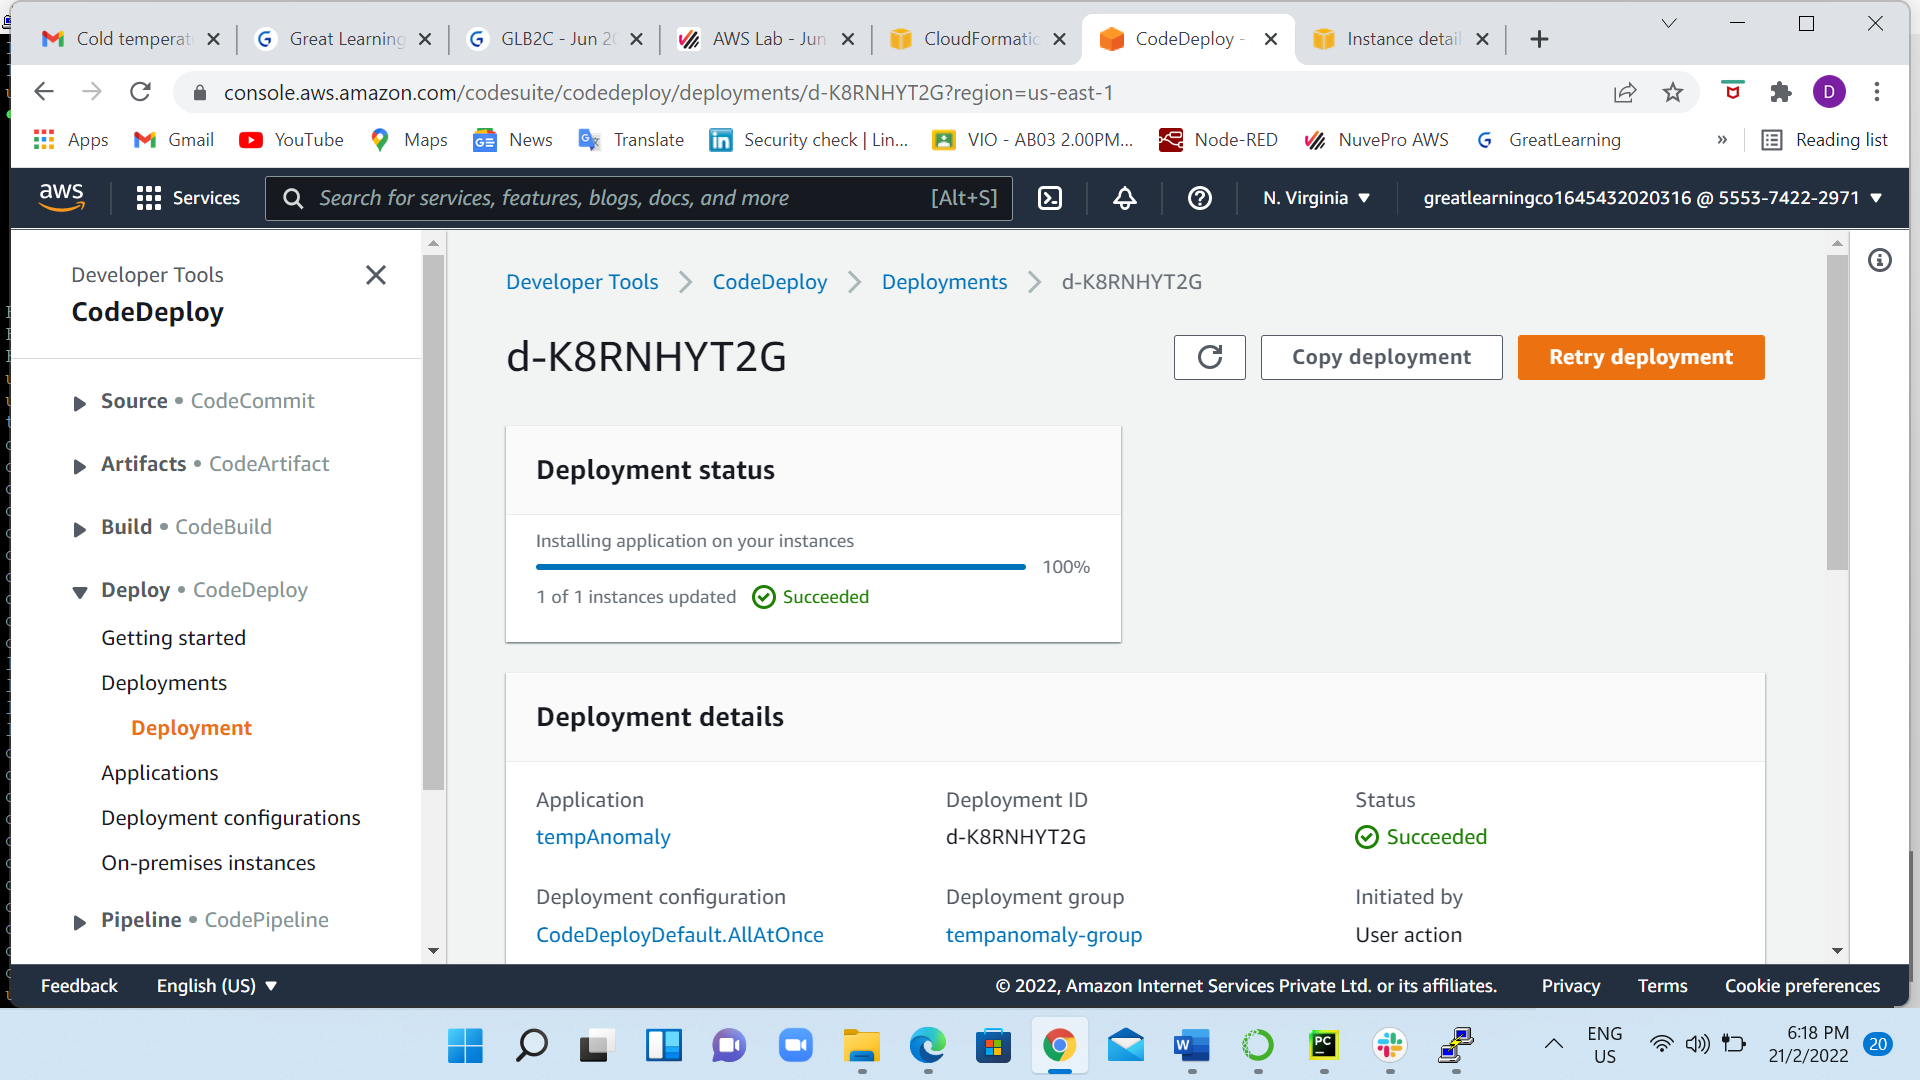 Cold temperat
Great Learning
GLB2C - Jun 20
AWS Lab - Jun
CloudFormatic
CodeDeploy -
Instance detail
console.aws.amazon.com/codesuite/codedeploy/deployments/d-K8RNHYT2G?region=us-east-1
D
Apps
Gmail
YouTube
Maps
News
Translate
Security check | Lin...
VIO - AB03 2.00PM...
Node-RED
NuvePro AWS
GreatLearning
»
Reading list
aws
Services
Search for services, features, blogs, docs, and more
[Alt+S]
N. Virginia
greatlearningco1645432020316 @ 5553-7422-2971
Developer Tools
CodeDeploy
Source • CodeCommit
Artifacts • CodeArtifact
Build • CodeBuild
Deploy • CodeDeploy
Getting started
Deployments
Deployment
Applications
Deployment configurations
On-premises instances
Pipeline • CodePipeline
Developer Tools
CodeDeploy
Deployments
d-K8RNHYT2G
d-K8RNHYT2G
Copy deployment
Retry deployment
Deployment status
Installing application on your instances
100%
1 of 1 instances updated
Succeeded
Deployment details
Application
tempAnomaly
Deployment ID
d-K8RNHYT2G
Status
Succeeded
Deployment configuration
CodeDeployDefault.AllAtOnce
Deployment group
tempanomaly-group
Initiated by
User action
Feedback
English (US)
© 2022, Amazon Internet Services Private Ltd. or its affiliates.
Privacy
Terms
Cookie preferences
ENG
US
6:18 PM
21/2/2022
20